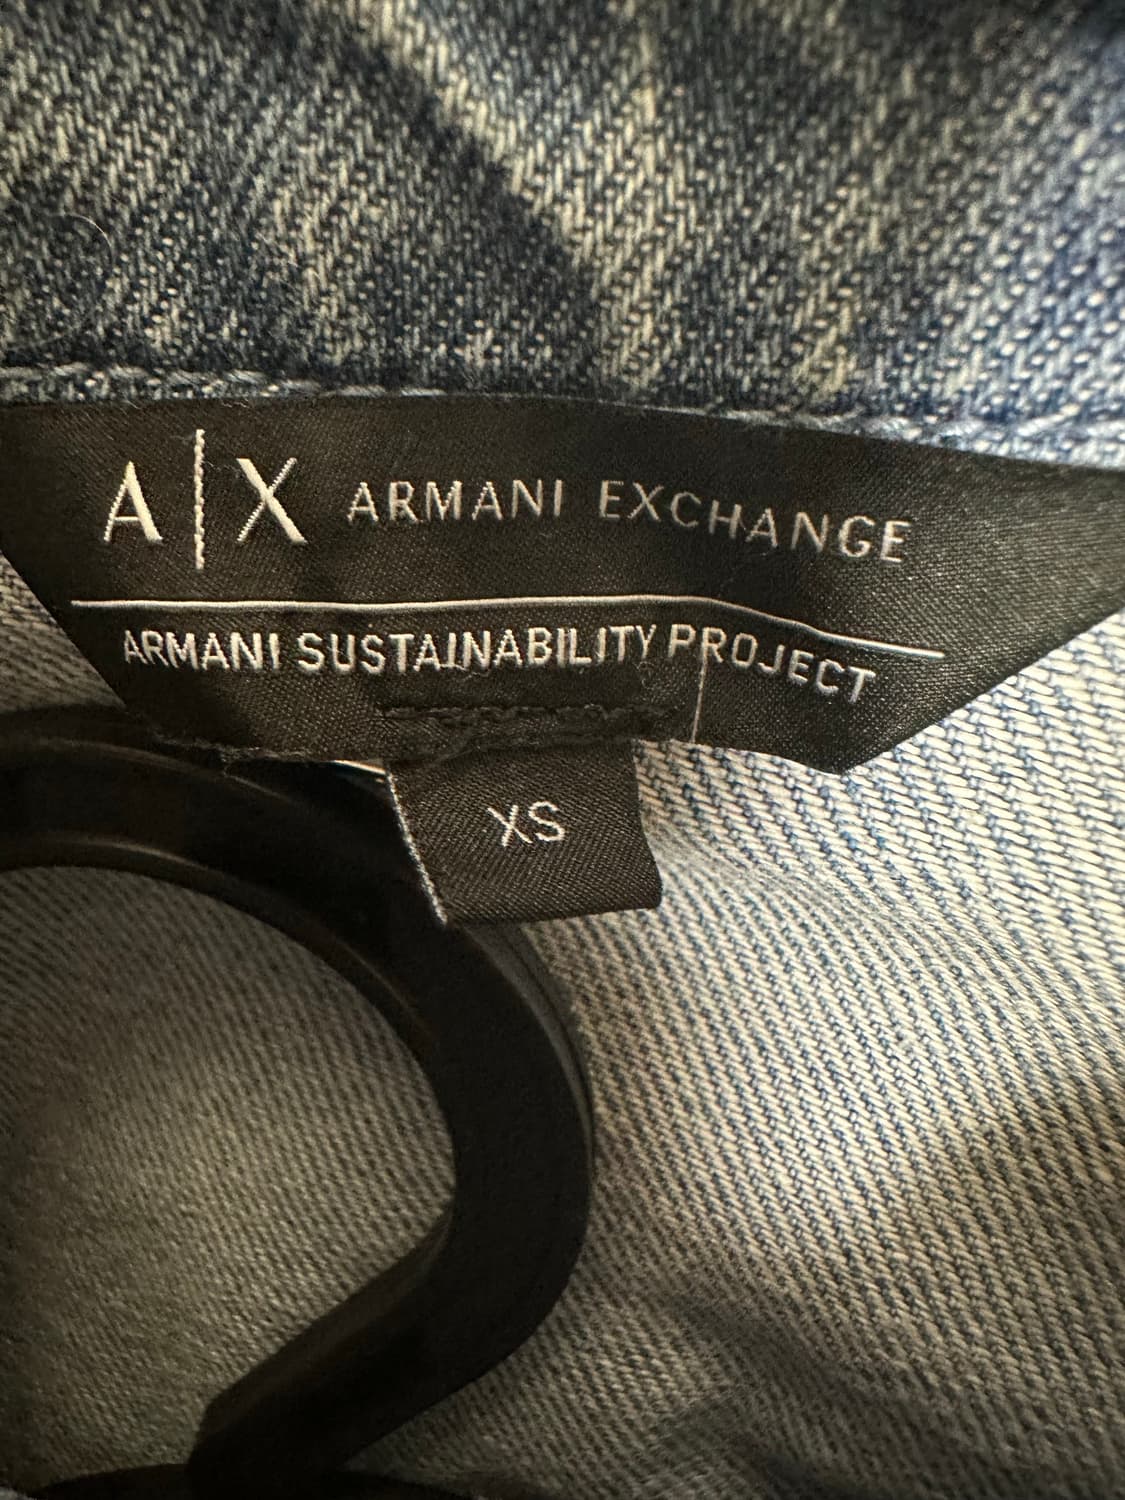 A|X ARMANI EXCHANGE
ARMANI SUSTAINABILITY PROJECT
XS